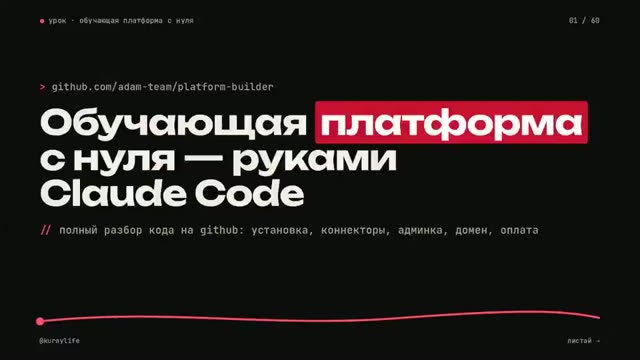 ● урок · обучающая платформа с нуля
01 / 60
> github.com/adam-team/platform-builder
Обучающая платформа
с нуля — руками
Claude Code
// полный разбор кода на github: установка, коннекторы, админка, домен, оплата
@kuraylife
листай →